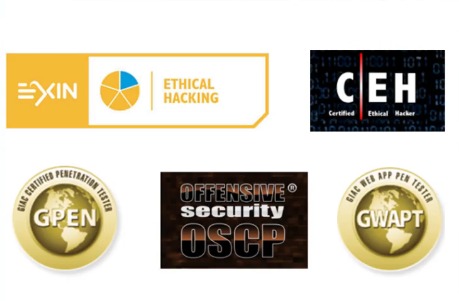 EXIN
ETHICAL
HACKING
C|EH
Certified Ethical Hacker
GIAC CERTIFIED PENETRATION TESTER
GPEN
OFFENSIVE®
security
OSCP
GIAC WEB APP PEN TESTER
GWAPT